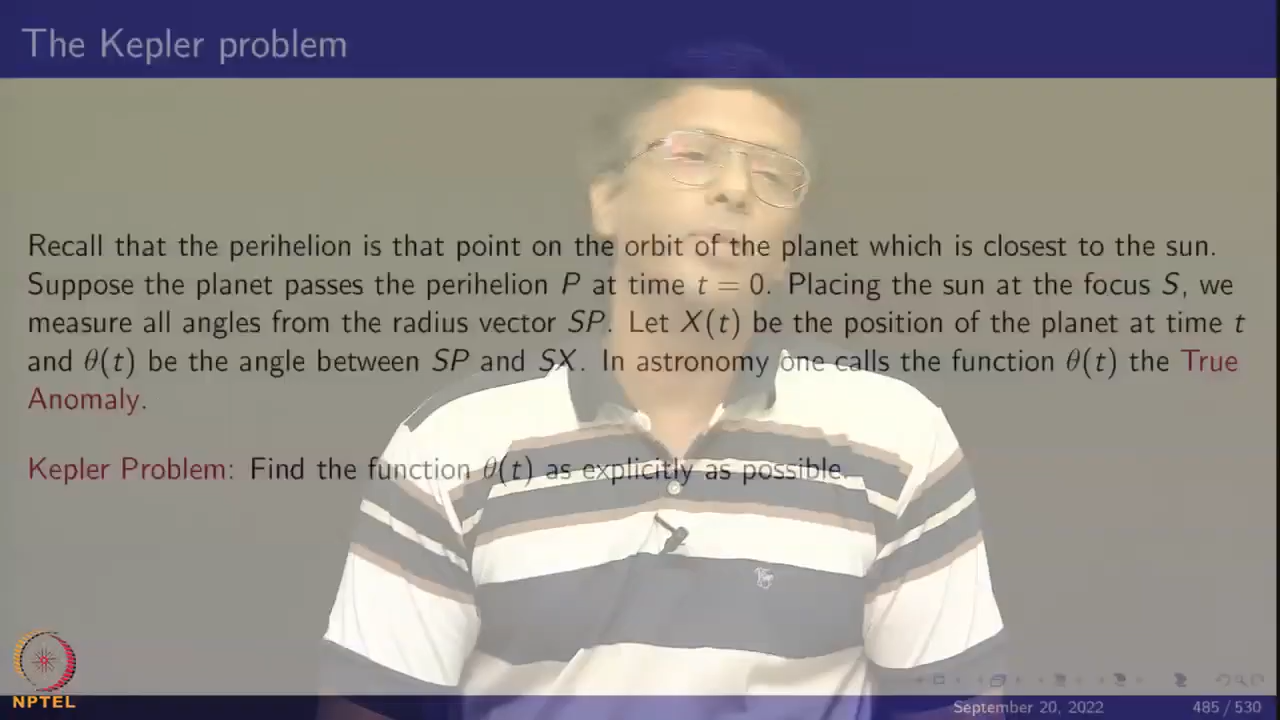 The Kepler problem
Recall that the perihelion is that point on the orbit of the planet which is closest to the sun.
Suppose the planet passes the perihelion P at time t = 0. Placing the sun at the focus S, we
measure all angles from the radius vector SP. Let X(t) be the position of the planet at time t
and θ(t) be the angle between SP and SX. In astronomy one calls the function θ(t) the True
Anomaly.
Kepler Problem: Find the function θ(t) as explicitly as possible.
NPTEL
September 20, 2022
485 / 530